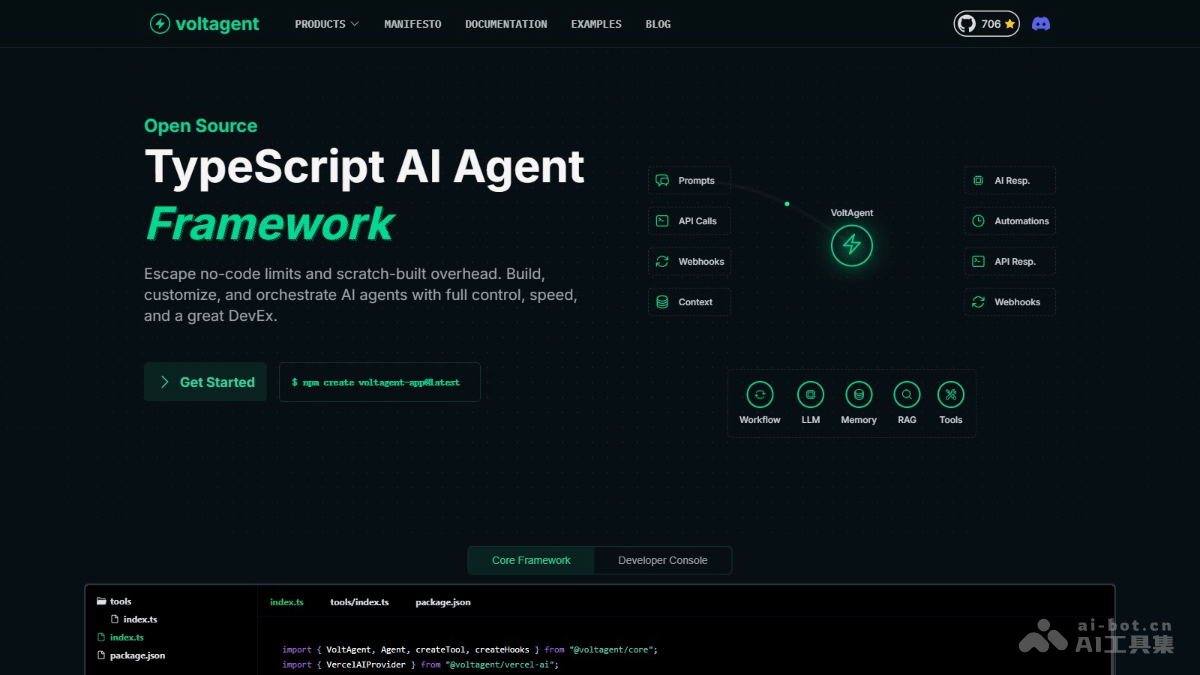 voltagent PRODUCTS MANIFESTO DOCUMENTATION EXAMPLES BLOG 706
Open Source
TypeScript AI Agent
Framework
Escape no-code limits and scratch-built overhead. Build,
customize, and orchestrate AI agents with full control, speed,
and a great DevEx.
Get Started
$ npm create voltagent-app@latest
Prompts
API Calls
Webhooks
Context
VoltAgent
AI Resp.
Automations
API Resp.
Webhooks
Workflow LLM Memory RAG Tools
Core Framework Developer Console
tools
index.ts
index.ts
package.json
index.ts tools/index.ts package.json
import { VoltAgent, Agent, createTool, createHooks } from "@voltagent/core";
import { VercelAIProvider } from "@voltagent/vercel-ai";
ai-bot.cn
AI工具集